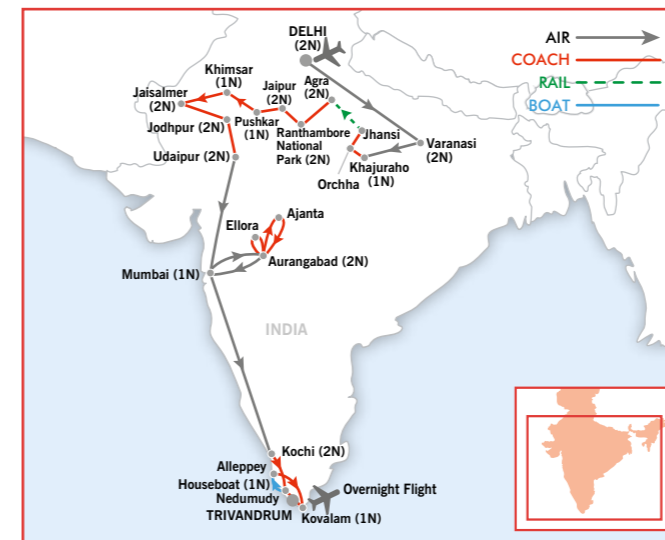 DELHI
(2N)
AIR
COACH
RAIL
BOAT
Khimsar
(1N)
Jaisalmer
(2N)
Jaipur
(2N)
Agra
(2N)
Jodhpur (2N)
Pushkar
(1N)
Ranthambore
National
Park (2N)
Jhansi
Varanasi
(2N)
Udaipur (2N)
Khajuraho
(1N)
Orchha
Ellora
Ajanta
Aurangabad (2N)
Mumbai (1N)
INDIA
Kochi (2N)
Alleppey
Houseboat (1N)
Nedumudy
TRIVANDRUM
Overnight Flight
Kovalam (1N)